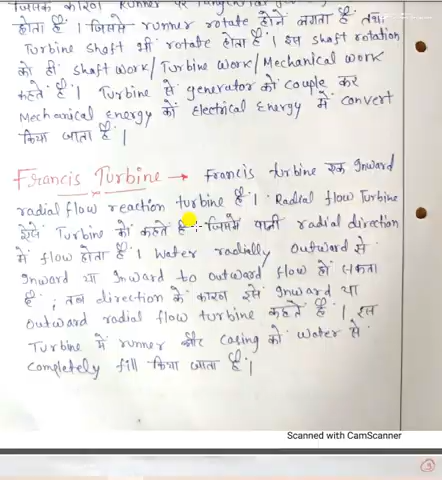 जिसके कारण Runner पर
होता है। जिससे runner rotate होने लगता है तथा
Turbine shaft भी rotate होता है। इस shaft rotation
को ही shaft work/Turbine work/Mechanical work
कहते हैं। Turbine से generator को couple कर
Mechanical Energy को Electrical Energy में convert
किया जाता है।
Francis Turbine → Francis turbine एक Inward
radial flow reaction turbine है। Radial flow Turbine
ऐसे Turbine को कहते हैं जिसमे पानी radial direction
में flow होता है। Water radially outward से
Inward या Inward to outward flow हो सकता
है; direction के कारण इसे Inward या
Outward radial flow turbine कहते हैं। इस
Turbine में runner और casing को water से
completely fill किया जाता है।
Scanned with CamScanner